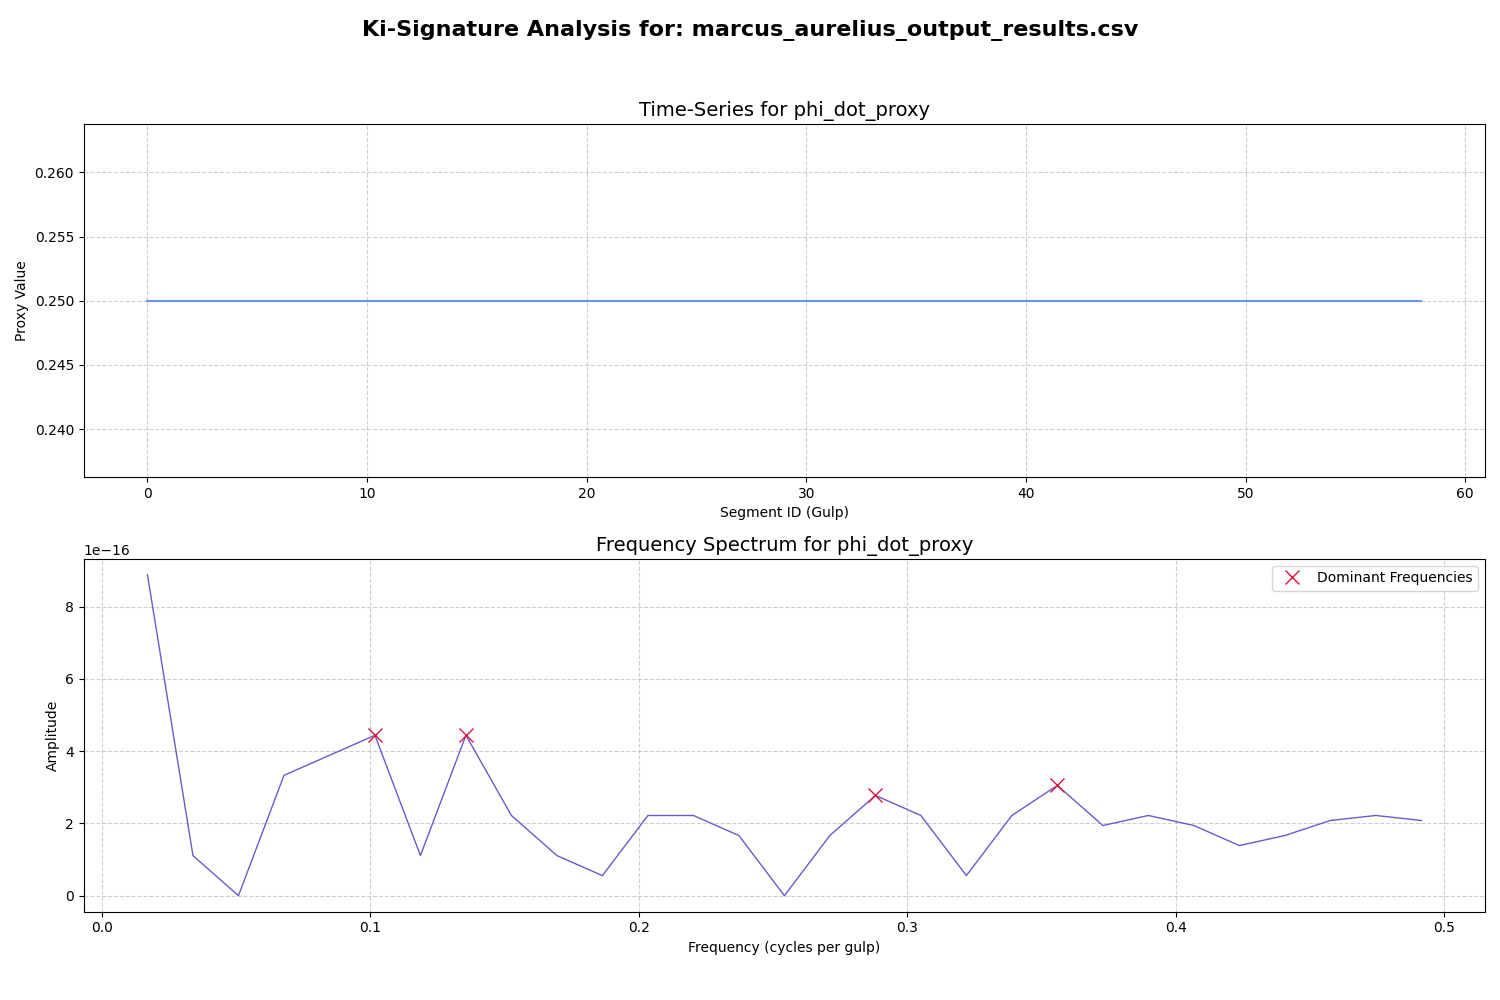 Ki-Signature Analysis for: marcus_aurelius_output_results.csv
Time-Series for phi_dot_proxy
0.260
0.255
0.250
0.245
0.240
Proxy Value
0 10 20 30 40 50 60
Segment ID (Gulp)
Frequency Spectrum for phi_dot_proxy
1e−16
Dominant Frequencies
8
6
4
2
0
Amplitude
0.0 0.1 0.2 0.3 0.4 0.5
Frequency (cycles per gulp)